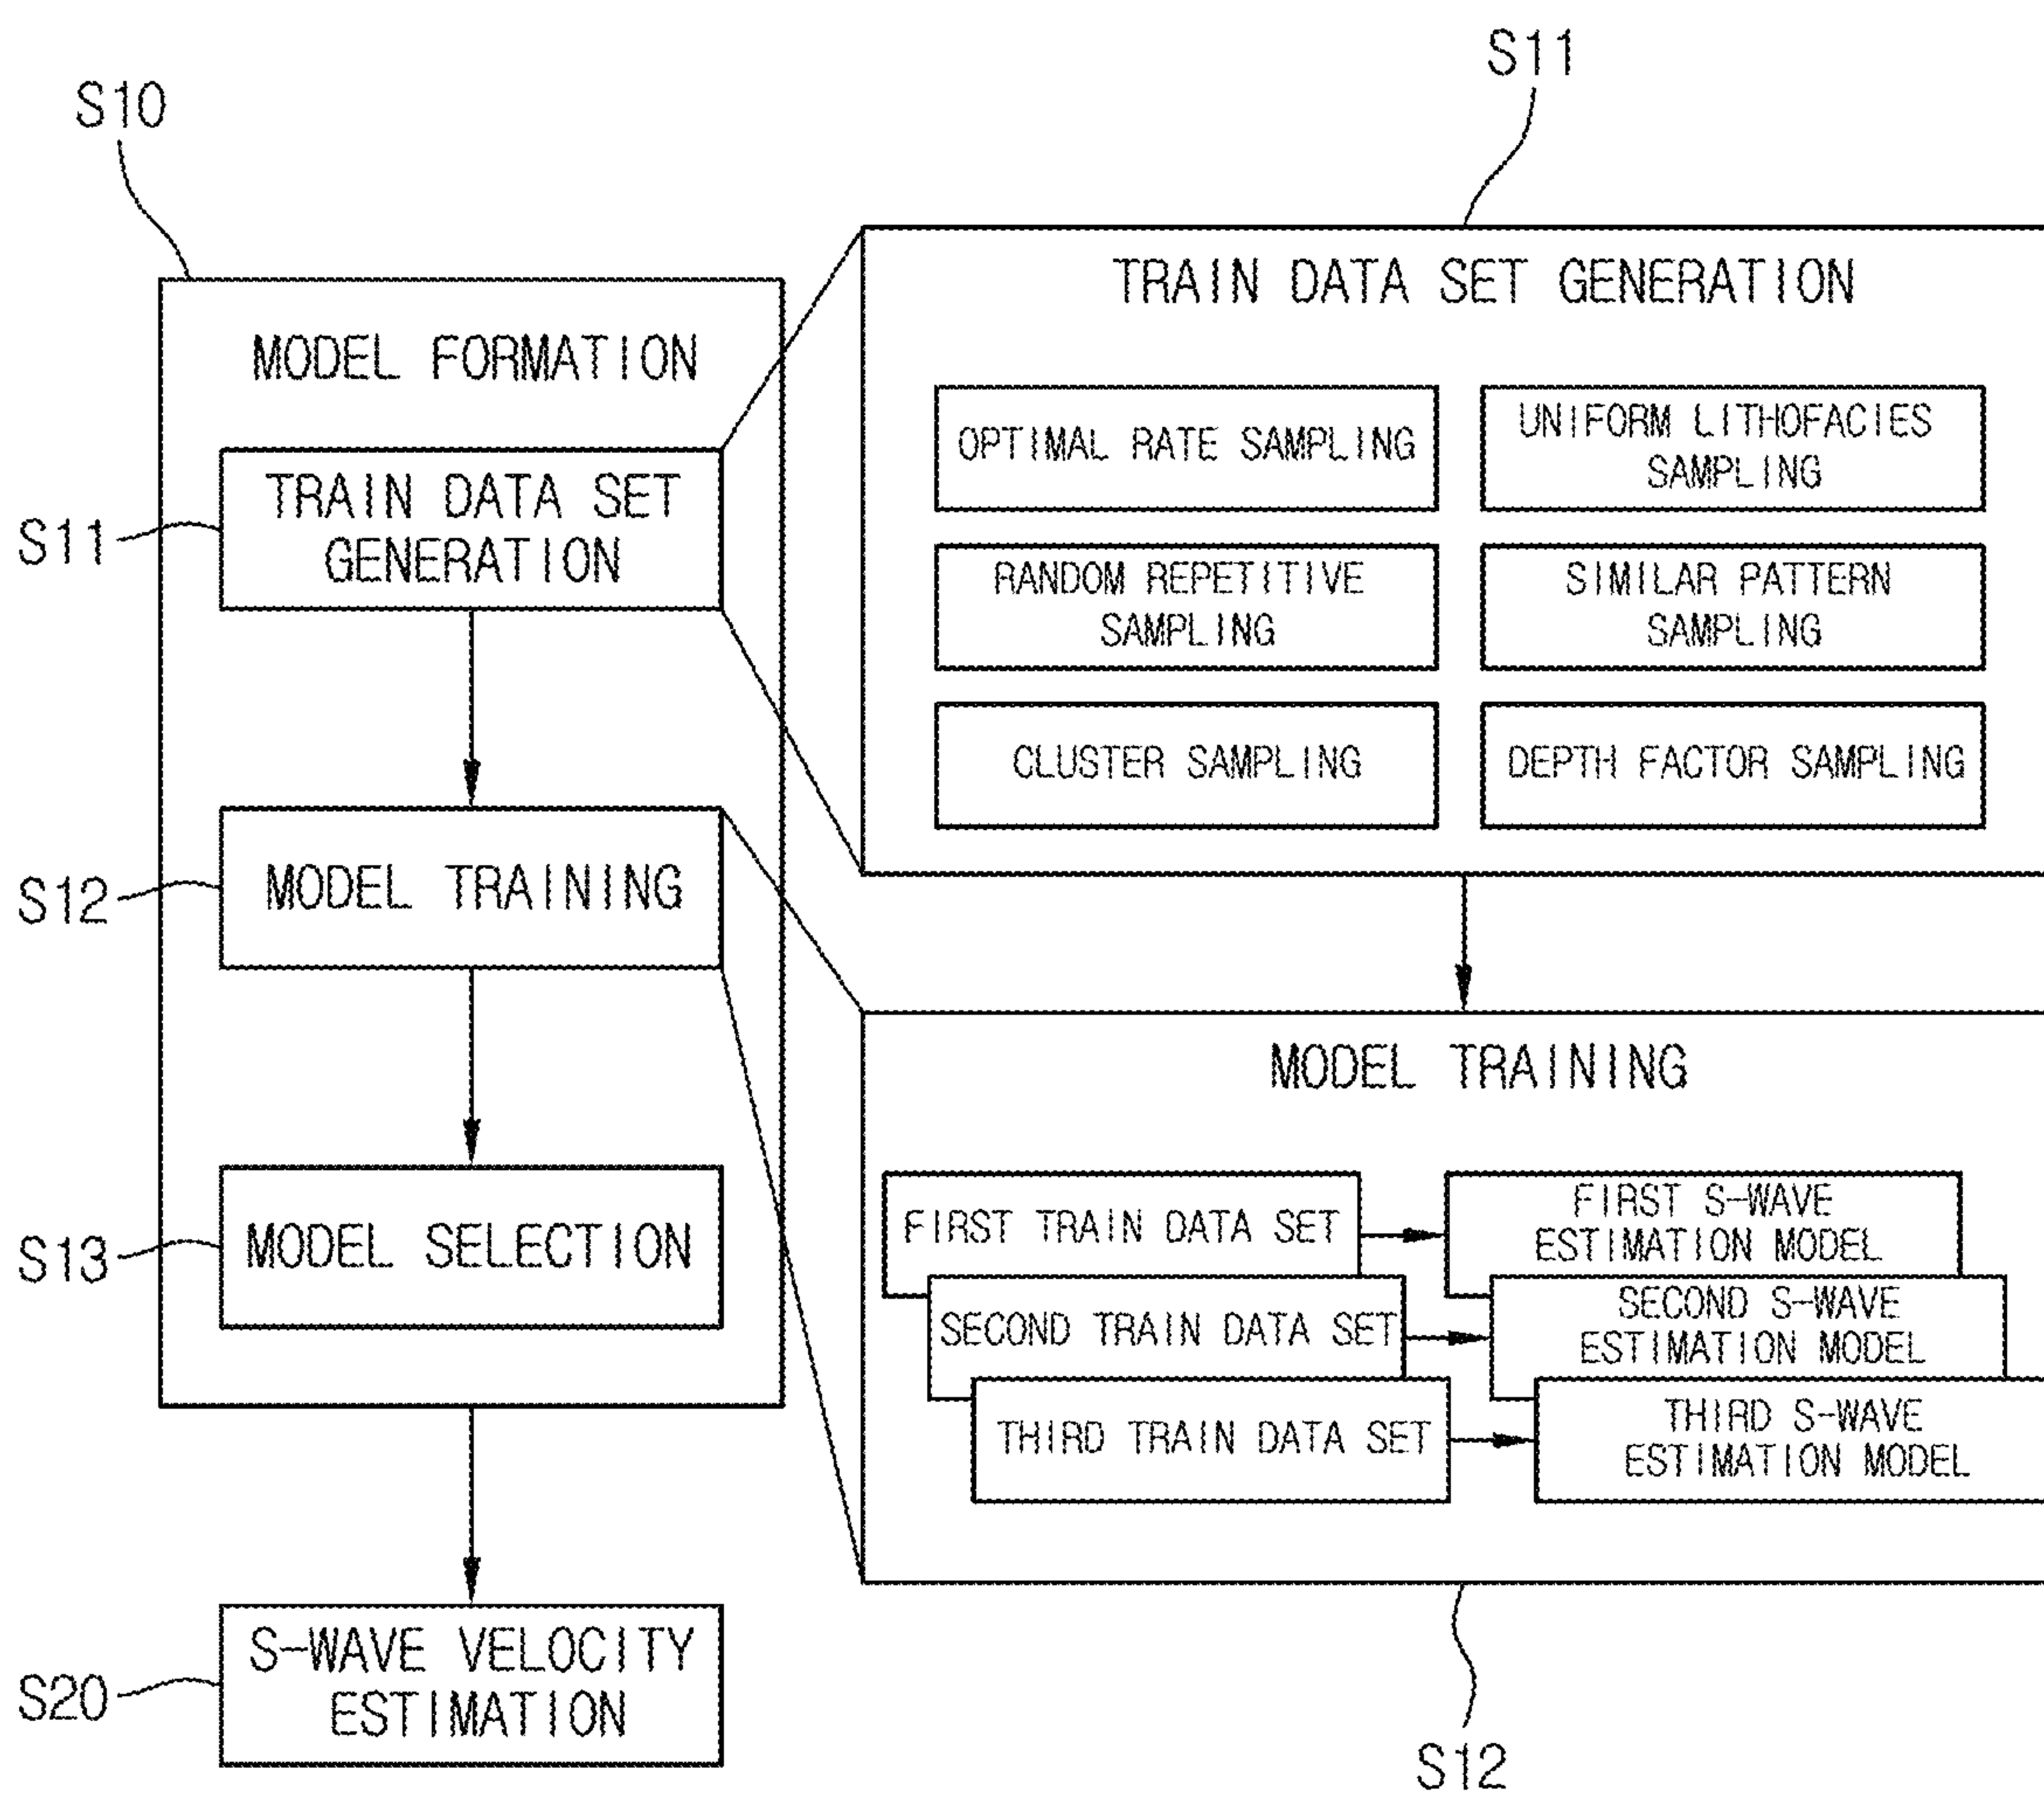 S10
MODEL FORMATION
S11
TRAIN DATA SET
GENERATION
S12
MODEL TRAINING
S13
MODEL SELECTION
S20
S-WAVE VELOCITY
ESTIMATION
S11
TRAIN DATA SET GENERATION
OPTIMAL RATE SAMPLING
UNIFORM LITHOFACIES
SAMPLING
RANDOM REPETITIVE
SAMPLING
SIMILAR PATTERN
SAMPLING
CLUSTER SAMPLING
DEPTH FACTOR SAMPLING
MODEL TRAINING
FIRST TRAIN DATA SET
FIRST S-WAVE
ESTIMATION MODEL
SECOND TRAIN DATA SET
SECOND S-WAVE
ESTIMATION MODEL
THIRD TRAIN DATA SET
THIRD S-WAVE
ESTIMATION MODEL
S12